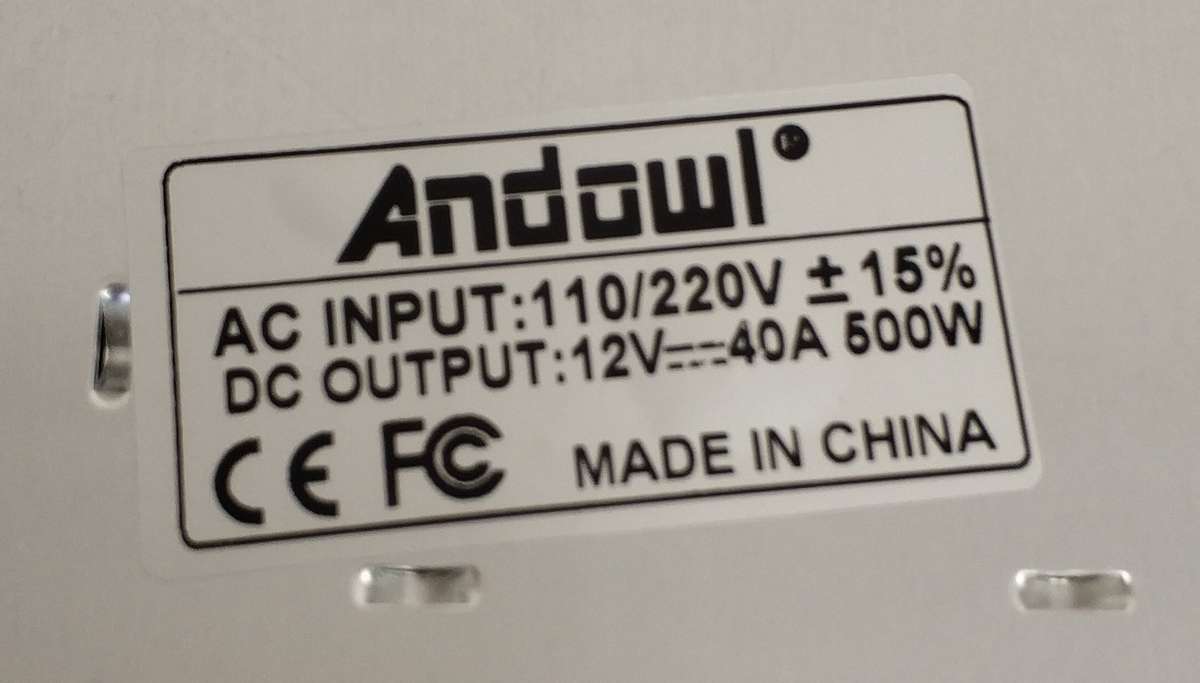 Andowl®
AC INPUT:110/220V ± 15%
DC OUTPUT:12V⎓40A 500W
CE FC MADE IN CHINA